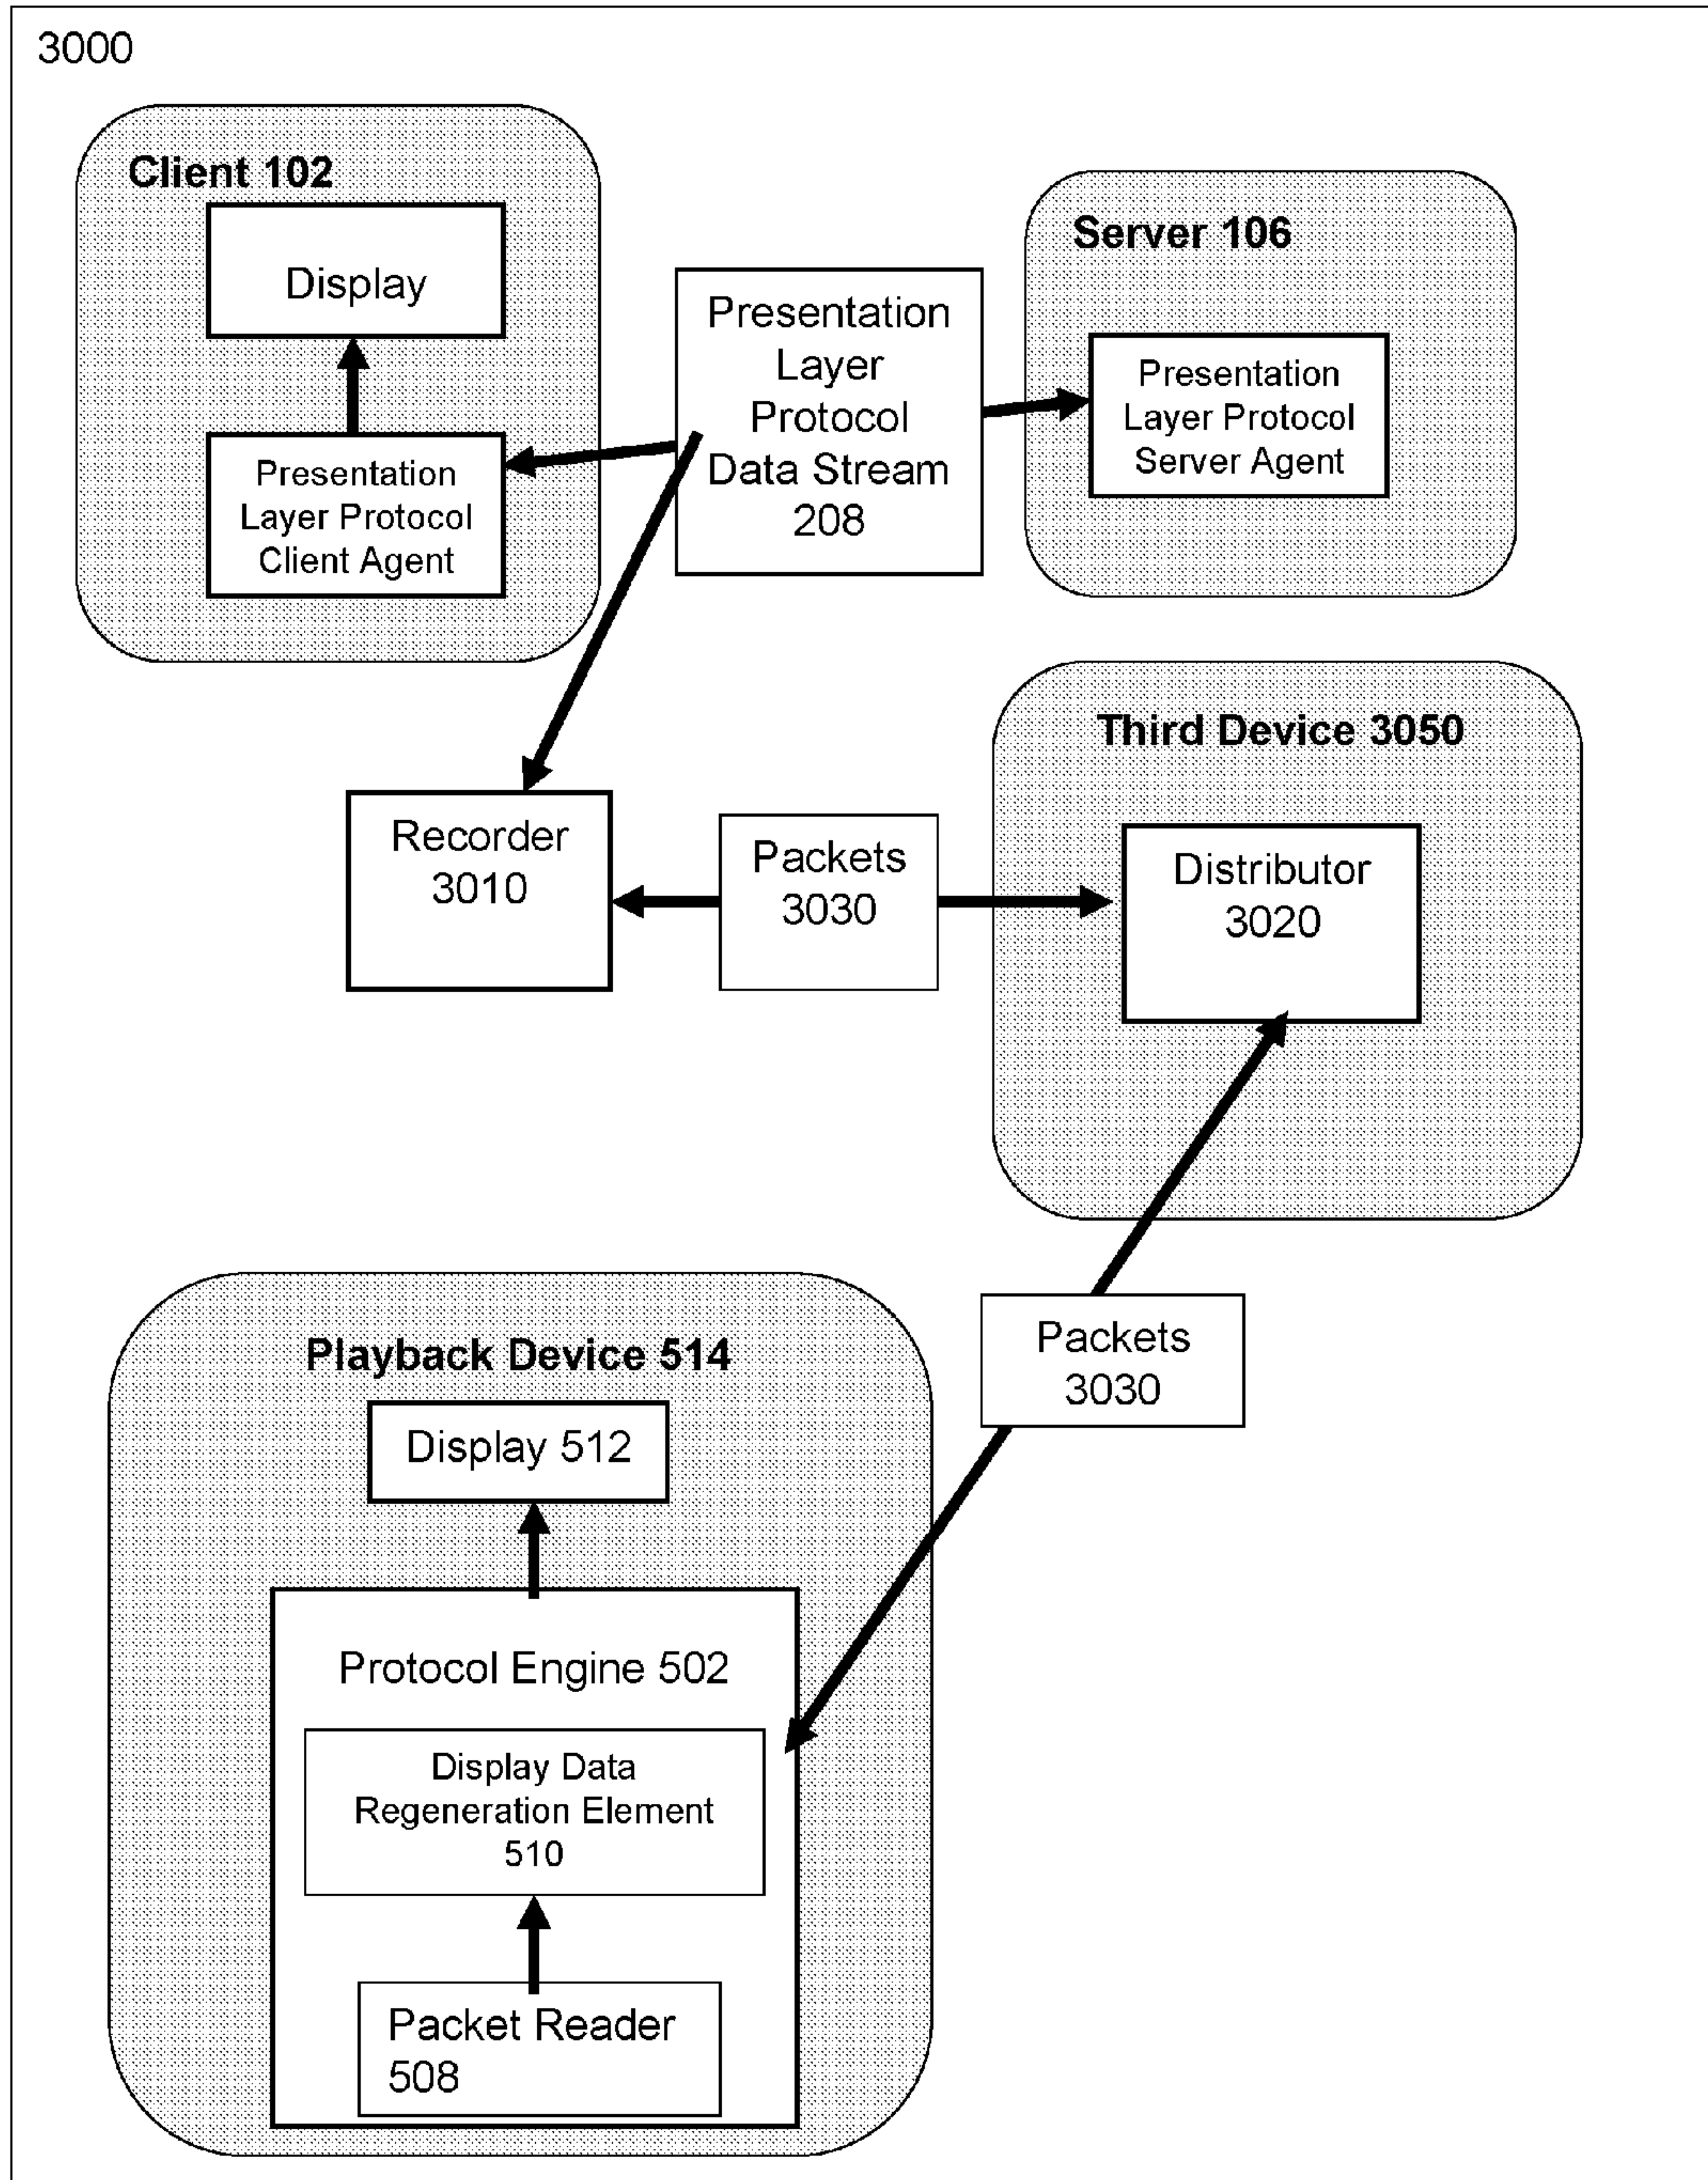 3000
Client 102
Display
Presentation
Layer Protocol
Client Agent
Presentation
Layer
Protocol
Data Stream
208
Server 106
Presentation
Layer Protocol
Server Agent
Recorder
3010
Packets
3030
Third Device 3050
Distributor
3020
Packets
3030
Playback Device 514
Display 512
Protocol Engine 502
Display Data
Regeneration Element
510
Packet Reader
508